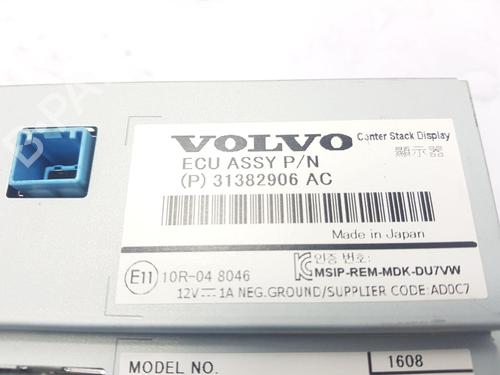 VOLVO
Center Stack Display
顯示器
ECU ASSY P/N
(P) 31382906 AC
Made in Japan
E11 10R-04 8046
인증 번호:
MSIP-REM-MDK-DU7VW
12V⎓1A NEG.GROUND/SUPPLIER CODE:AD0C7
MODEL NO.
1608